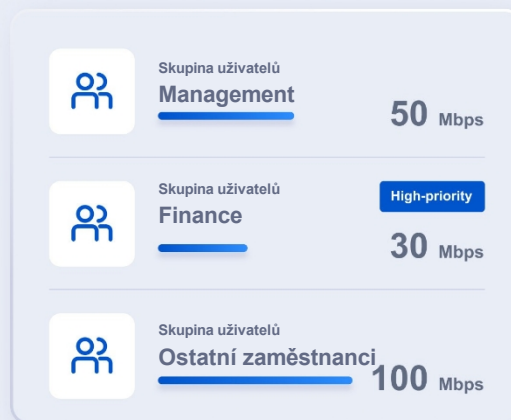 Skupina uživatelů
Management
50 Mbps
Skupina uživatelů
High-priority
Finance
30 Mbps
Skupina uživatelů
Ostatní zaměstnanci
100 Mbps